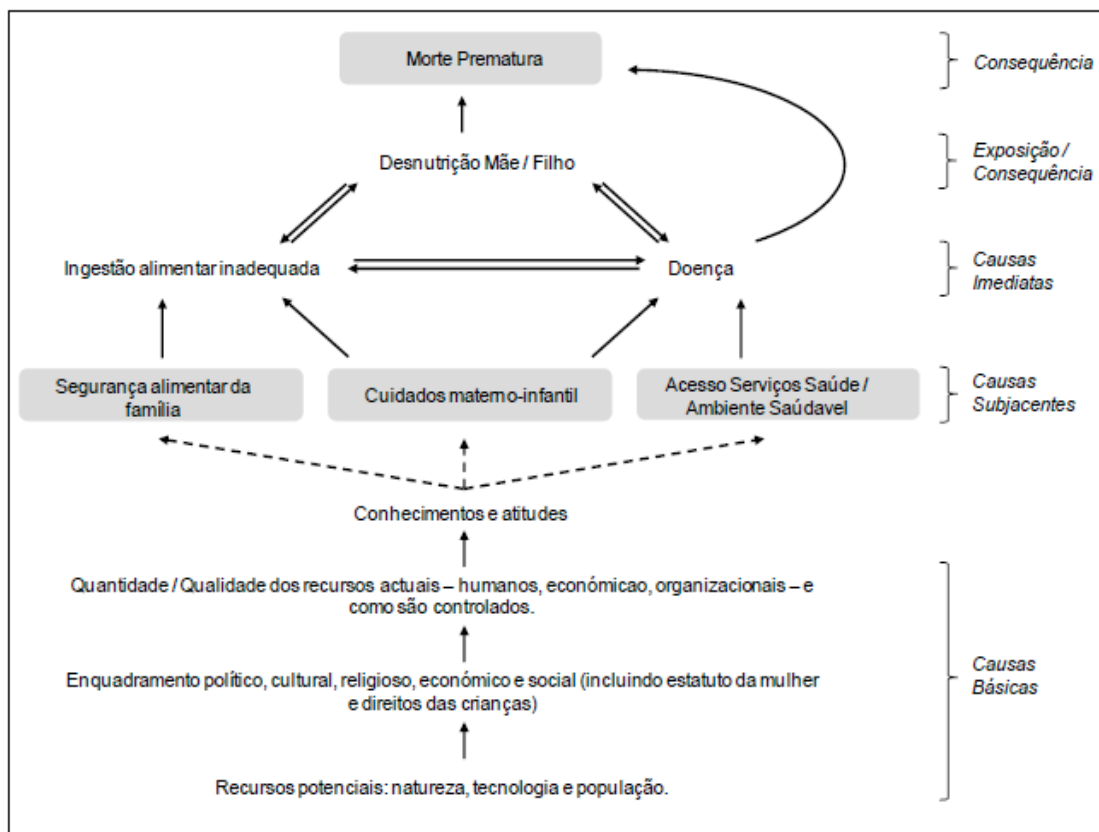 Morte Prematura
Consequência
Desnutrição Mãe / Filho
Exposição /
Consequência
Ingestão alimentar inadequada
Doença
Causas
Imediatas
Segurança alimentar da
família
Cuidados materno-infantil
Acesso Serviços Saúde /
Ambiente Saúdavel
Causas
Subjacentes
Conhecimentos e atitudes
Quantidade / Qualidade dos recursos actuais – humanos, económicao, organizacionais – e
como são controlados.
Enquadramento político, cultural, religioso, económico e social (incluindo estatuto da mulher
e direitos das crianças)
Causas
Básicas
Recursos potenciais: natureza, tecnologia e população.